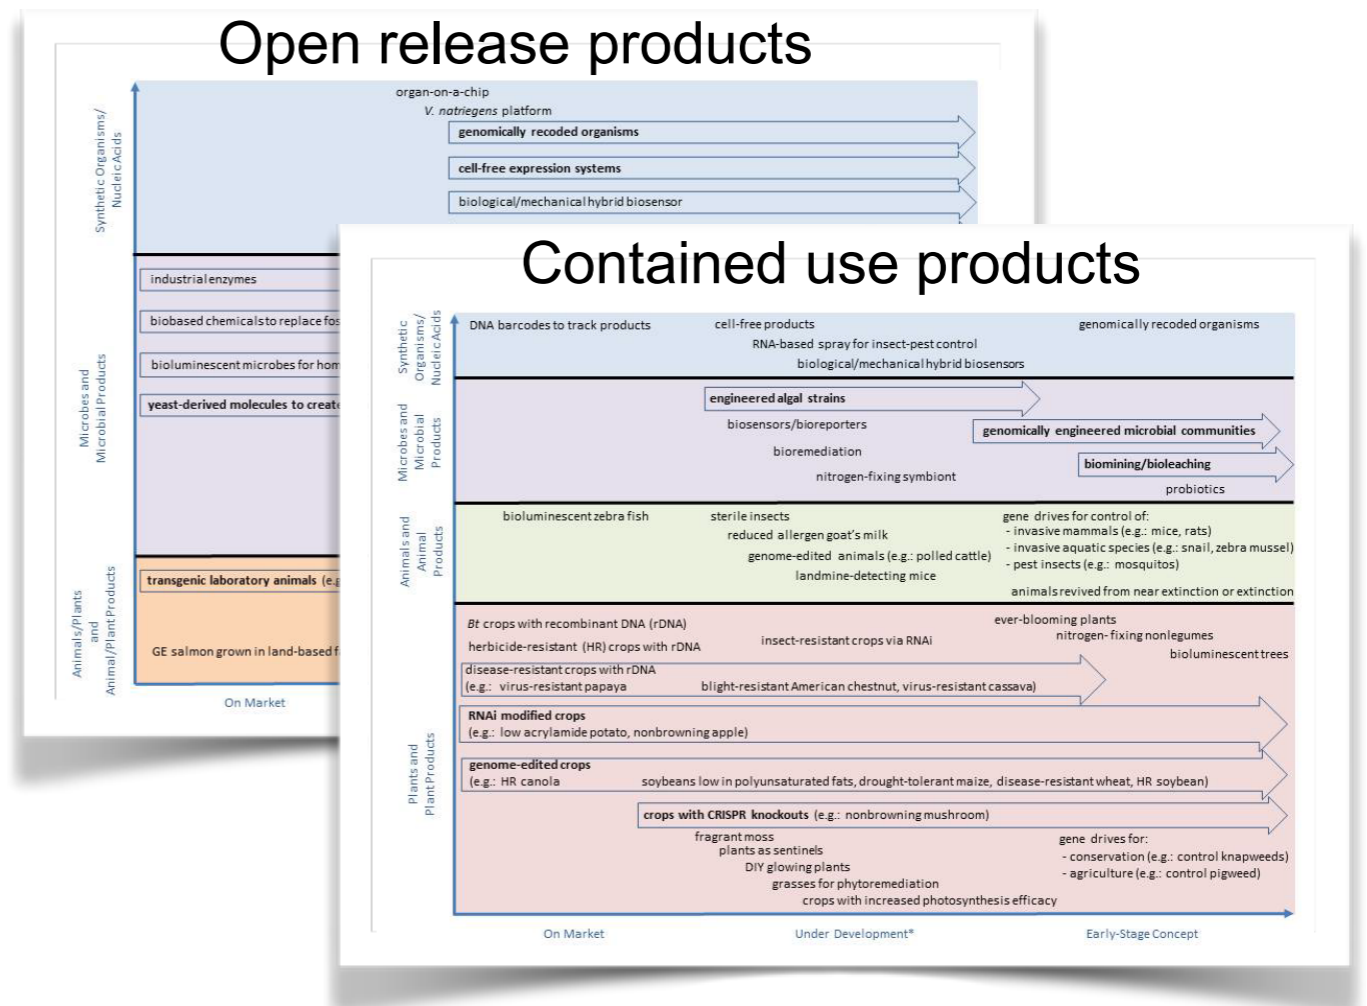 Open release products
Synthetic Organisms/
Nucleic Acids
organ-on-a-chip
V. natriegens platform
genomically recoded organisms
cell-free expression systems
biological/mechanical hybrid biosensor
Microbes and
Microbial Products
industrial enzymes
biobased chemicals to replace
bioluminescent microbes for
yeast-derived molecules to
Animals/Plants
and
Animal/Plant Products
transgenic laboratory animals
GE salmon grown in land-based
On Market
Contained use products
Synthetic
Organisms/
Nucleic Acids
DNA barcodes to track products
cell-free products
genomically recoded organisms
RNA-based spray for insect-pest control
biological/mechanical hybrid biosensors
Microbes and
Microbial
Products
engineered algal strains
biosensors/bioreporters
genomically engineered microbial communities
bioremediation
biomining/bioleaching
nitrogen-fixing symbiont
probiotics
Animals and
Animal
Products
bioluminescent zebra fish
sterile insects
gene drives for control of:
reduced allergen goat's milk
- invasive mammals (e.g.: mice, rats)
genome-edited animals (e.g.: polled cattle)
- invasive aquatic species (e.g.: snail, zebra mussel)
landmine-detecting mice
- pest insects (e.g.: mosquitos)
animals revived from near extinction or extinction
Plants and
Plant Products
Bt crops with recombinant DNA (rDNA)
ever-blooming plants
herbicide-resistant (HR) crops with rDNA
insect-resistant crops via RNAi
nitrogen- fixing nonlegumes
bioluminescent trees
disease-resistant crops with rDNA
(e.g.: virus-resistant papaya blight-resistant American chestnut, virus-resistant cassava)
RNAi modified crops
(e.g.: low acrylamide potato, nonbrowning apple)
genome-edited crops
(e.g.: HR canola soybeans low in polyunsaturated fats, drought-tolerant maize, disease-resistant wheat, HR soybean)
crops with CRISPR knockouts (e.g.: nonbrowning mushroom)
fragrant moss
gene drives for:
plants as sentinels
- conservation (e.g.: control knapweeds)
DIY glowing plants
- agriculture (e.g.: control pigweed)
grasses for phytoremediation
crops with increased photosynthesis efficacy
On Market
Under Development*
Early-Stage Concept